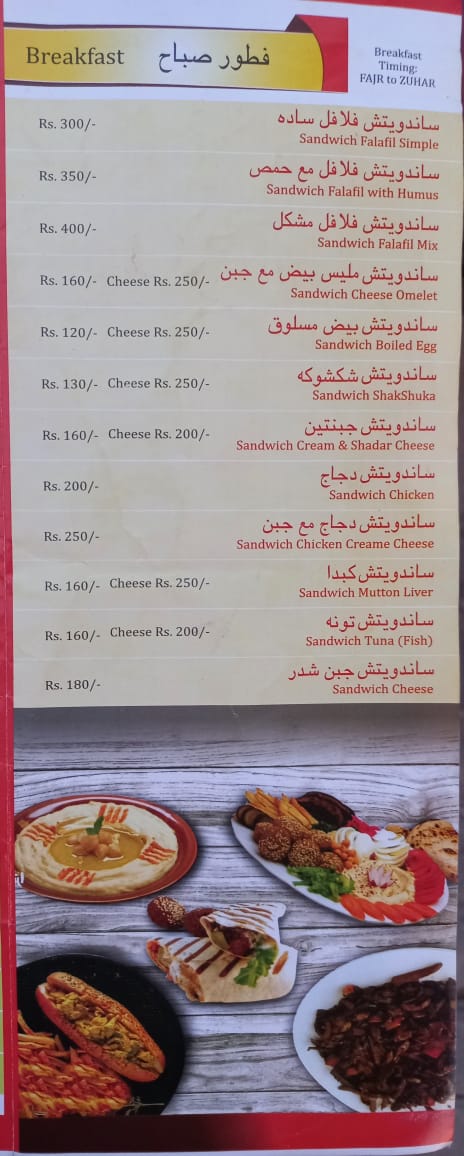 Breakfast فطور صباح
Breakfast
Timing:
FAJR to ZUHAR
Rs. 300/- ساندويتش فلافل ساده
Sandwich Falafil Simple
Rs. 350/- ساندويتش فلافل مع حمص
Sandwich Falafil with Humus
Rs. 400/- ساندويتش فلافل مشكل
Sandwich Falafil Mix
Rs. 160/- Cheese Rs. 250/- ساندويتش مليس بيض مع جبن
Sandwich Cheese Omelet
Rs. 120/- Cheese Rs. 250/- ساندويتش بيض مسلوق
Sandwich Boiled Egg
Rs. 130/- Cheese Rs. 250/- ساندويتش شكشوكه
Sandwich ShakShuka
Rs. 160/- Cheese Rs. 200/- ساندويتش جبنتين
Sandwich Cream & Shadar Cheese
Rs. 200/- ساندويتش دجاج
Sandwich Chicken
Rs. 250/- ساندويتش دجاج مع جبن
Sandwich Chicken Creame Cheese
Rs. 160/- Cheese Rs. 250/- ساندويتش كبدا
Sandwich Mutton Liver
Rs. 160/- Cheese Rs. 200/- ساندويتش تونه
Sandwich Tuna (Fish)
Rs. 180/- ساندويتش جبن شدر
Sandwich Cheese